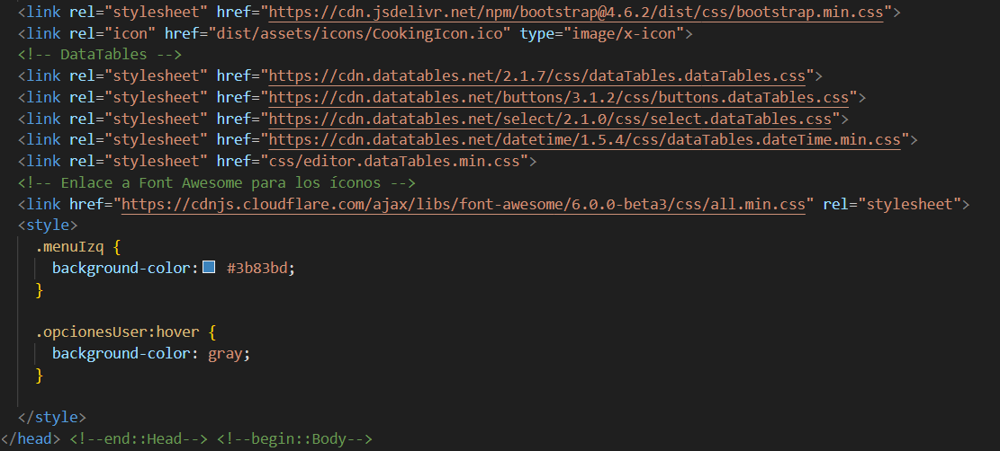 <link rel="stylesheet" href="https://cdn.jsdelivr.net/npm/bootstrap@4.6.2/dist/css/bootstrap.min.css">
<link rel="icon" href="dist/assets/icons/CookingIcon.ico" type="image/x-icon">
<!-- DataTables -->
<link rel="stylesheet" href="https://cdn.datatables.net/2.1.7/css/dataTables.dataTables.css">
<link rel="stylesheet" href="https://cdn.datatables.net/buttons/3.1.2/css/buttons.dataTables.css">
<link rel="stylesheet" href="https://cdn.datatables.net/select/2.1.0/css/select.dataTables.css">
<link rel="stylesheet" href="https://cdn.datatables.net/datetime/1.5.4/css/dataTables.dateTime.min.css">
<link rel="stylesheet" href="css/editor.dataTables.min.css">
<!-- Enlace a Font Awesome para los íconos -->
<link href="https://cdnjs.cloudflare.com/ajax/libs/font-awesome/6.0.0-beta3/css/all.min.css" rel="stylesheet">
<style>
.menuIzq {
background-color: #3b83bd;
}
.opcionesUser:hover {
background-color: gray;
}
</style>
</head> <!--end::Head--> <!--begin::Body-->